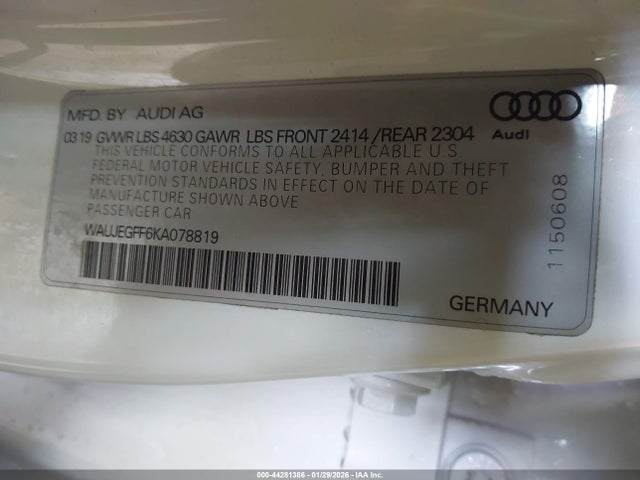 MFD. BY AUDI AG
03 19 GVWR LBS 4630 GAWR LBS FRONT 2414 /REAR 2304
Audi
THIS VEHICLE CONFORMS TO ALL APPLICABLE U.S
FEDERAL MOTOR VEHICLE SAFETY, BUMPER AND THEFT
PREVENTION STANDARDS IN EFFECT ON THE DATE OF
MANUFACTURE SHOWN ABOVE
PASSENGER CAR
WAUJEGFF6KA078819
1150608
GERMANY
000-44281386 - 01/29/2026 - IAA Inc.